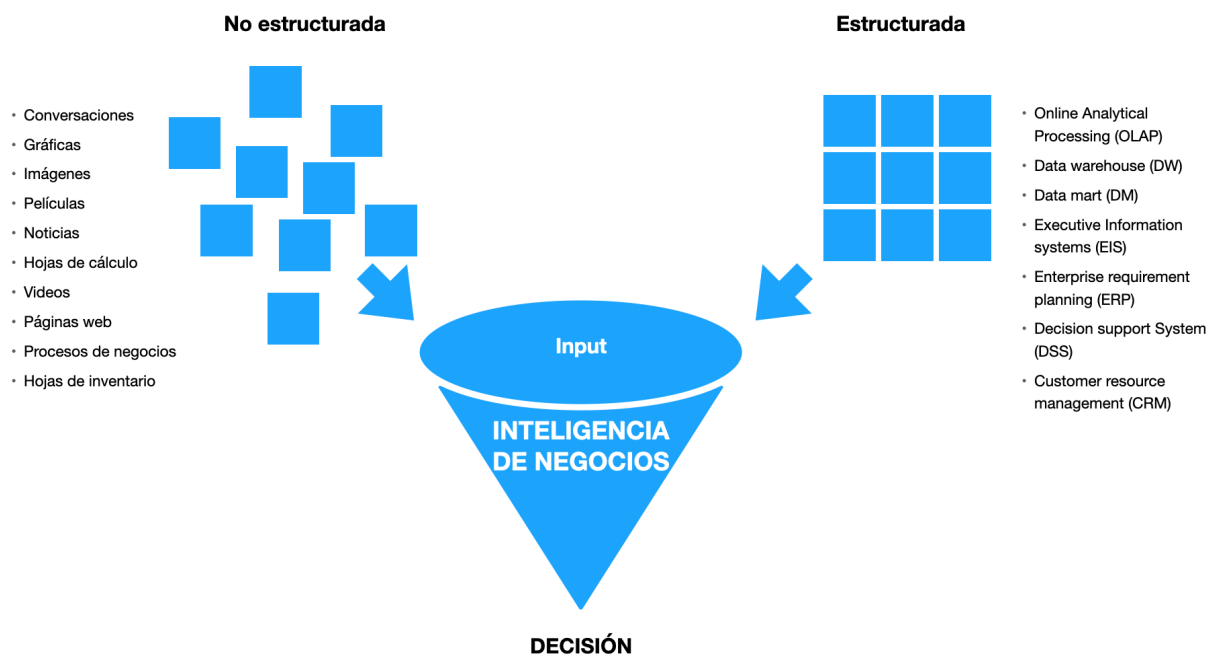 No estructurada
• Conversaciones
• Gráficas
• Imágenes
• Películas
• Noticias
• Hojas de cálculo
• Videos
• Páginas web
• Procesos de negocios
• Hojas de inventario
Estructurada
• Online Analytical
Processing (OLAP)
• Data warehouse (DW)
• Data mart (DM)
• Executive Information
systems (EIS)
• Enterprise requirement
planning (ERP)
• Decision support System
(DSS)
• Customer resource
management (CRM)
Input
INTELIGENCIA
DE NEGOCIOS
DECISIÓN